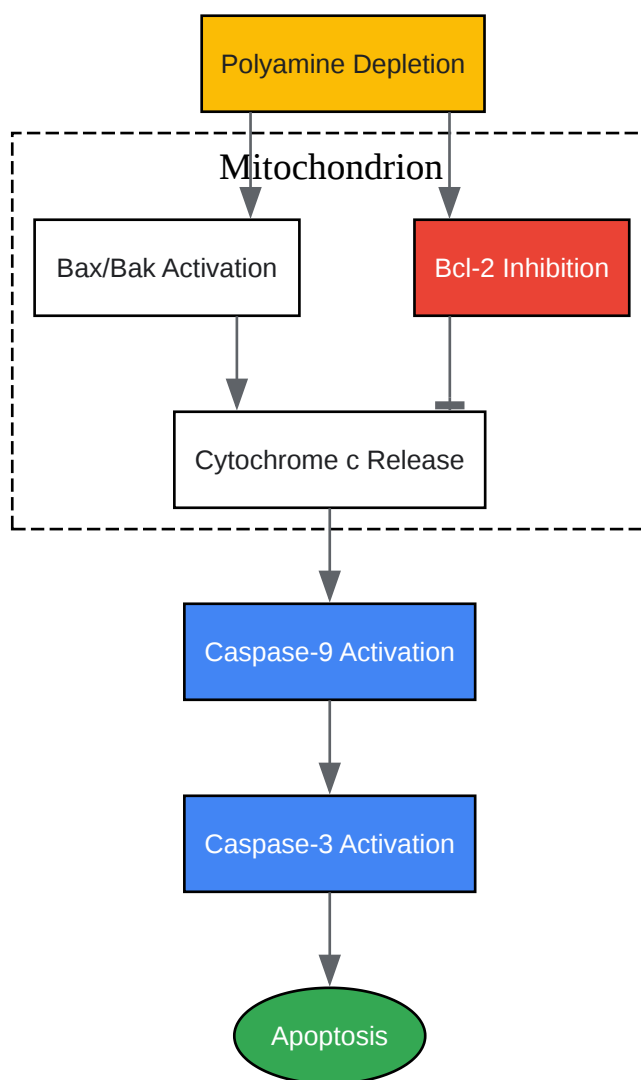 Polyamine Depletion
Mitochondrion
Bax/Bak Activation
Bcl-2 Inhibition
Cytochrome c Release
Caspase-9 Activation
Caspase-3 Activation
Apoptosis